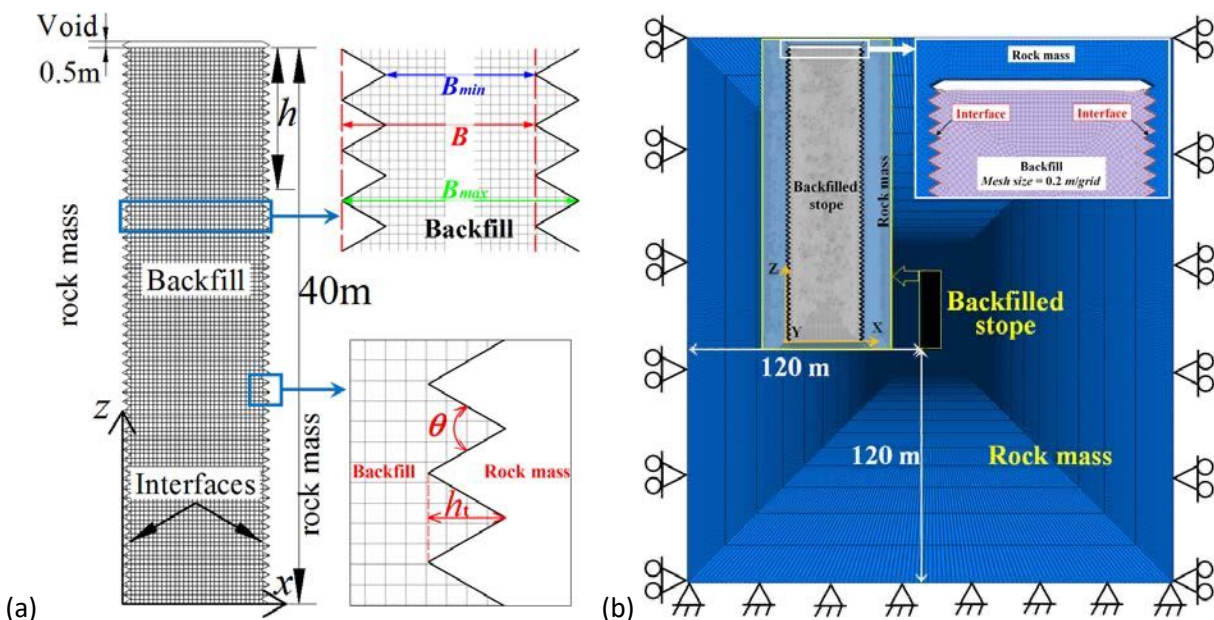 Void
0.5m
h
rock mass
Backfill
40m
z
Interfaces
rock mass
x
(a)
Bmin
B
Bmax
Backfill
θ
Backfill
Rock mass
ht
Rock mass
Interface
Interface
Backfill
Mesh size = 0.2 m/grid
Backfilled
stope
Rock mass
Z
Y
X
Backfilled
stope
120 m
120 m
Rock mass
(b)